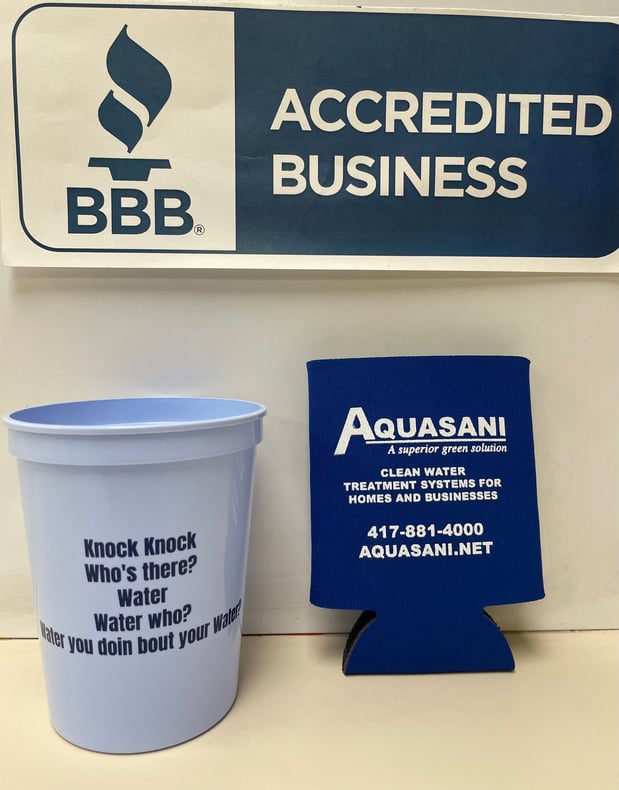 BBB®
ACCREDITED
BUSINESS
Knock Knock
Who's there?
Water
Water who?
Water you doin bout your Water?
AQUASANI
A superior green solution
CLEAN WATER
TREATMENT SYSTEMS FOR
HOMES AND BUSINESSES
417-881-4000
AQUASANI.NET